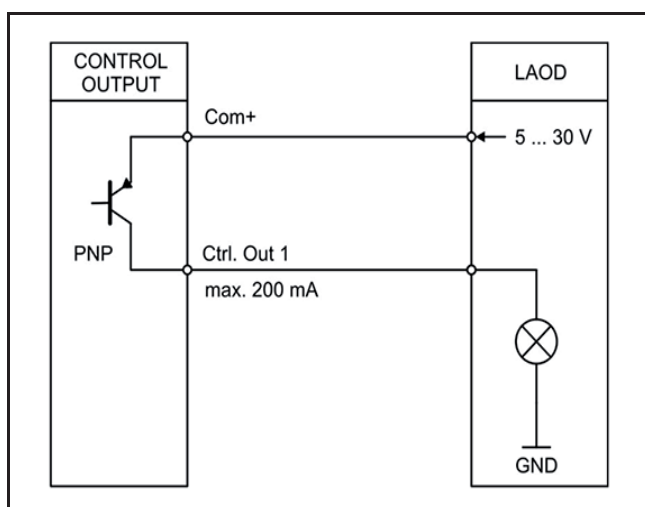 CONTROL
OUTPUT
LAOD
Com+
5 ... 30 V
PNP
Ctrl. Out 1
max. 200 mA
GND